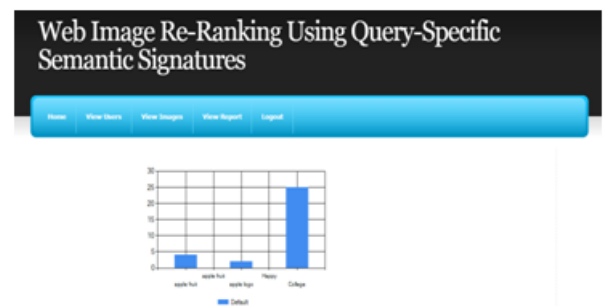 Web Image Re-Ranking Using Query-Specific
Semantic Signatures
Home View Users View Images View Report Logout
30
25
20
15
10
5
0
apple fruit Happy
apple fruit apple logo College
Default